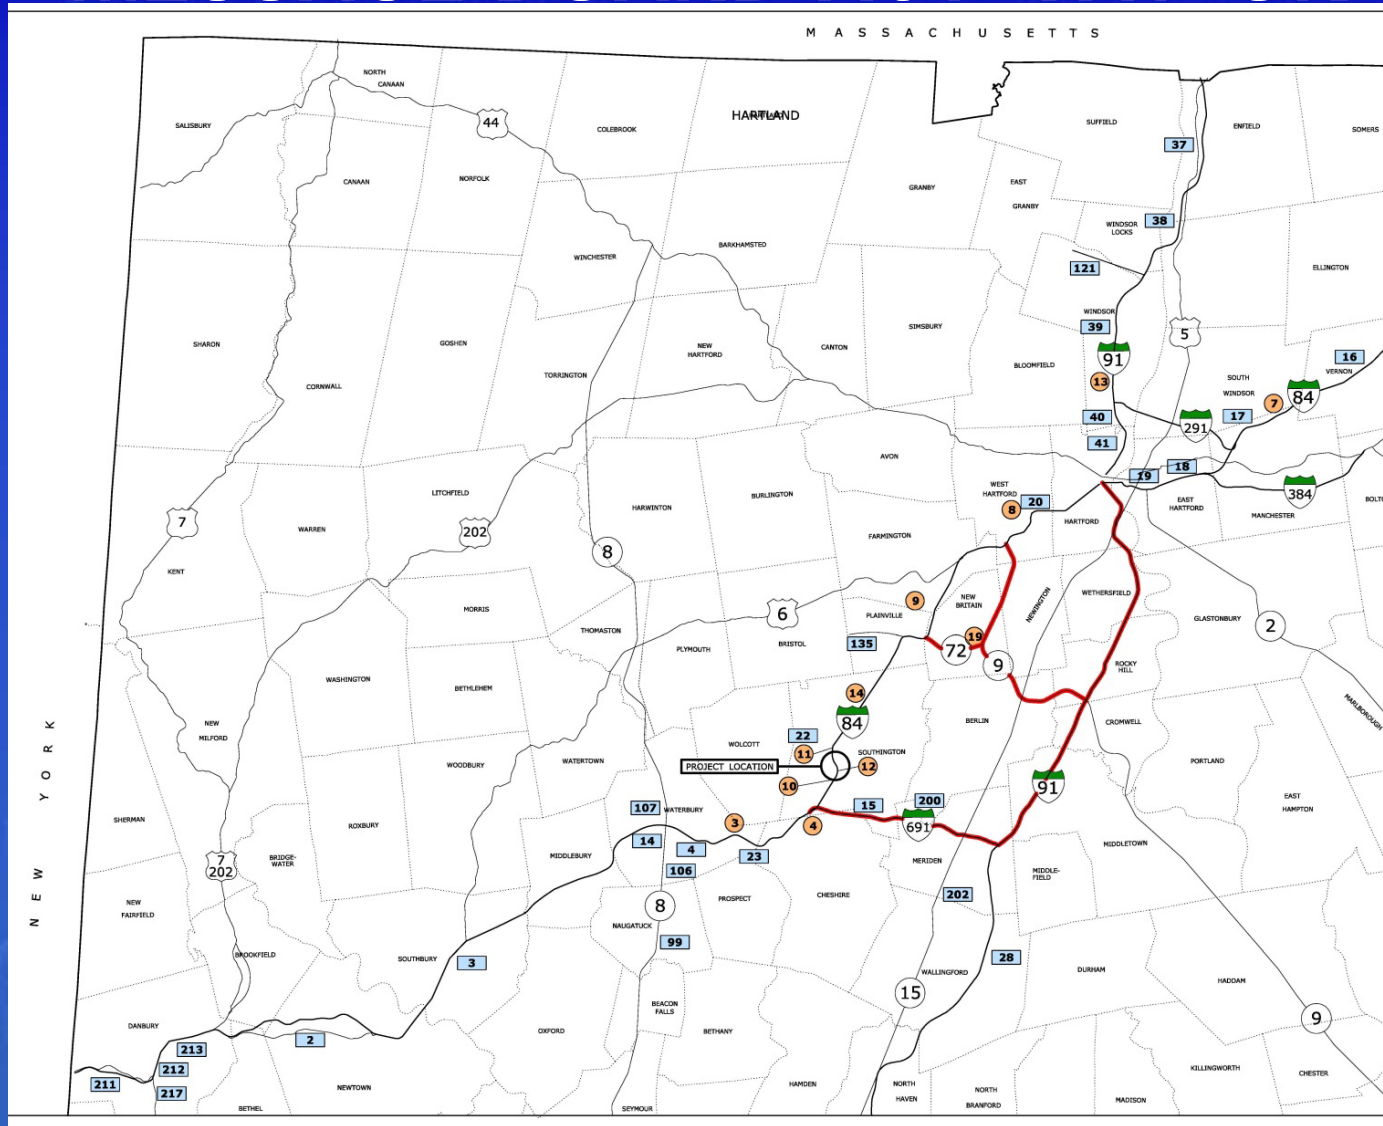 MASSACHUSETTS
NORTH
CANAAN
SALISBURY
44
COLEBROOK
HARTLAND
SUFFIELD
ENFIELD
SOMERS
37
CANAAN
NORFOLK
GRANBY
EAST
GRANBY
38
WINDSOR
LOCKS
WINCHESTER
BARKHAMSTED
121
ELLINGTON
WINDSOR
39
SIMSBURY
5
SHARON
GOSHEN
NEW
HARTFORD
CANTON
91
BLOOMFIELD
16
VERNON
CORNWALL
TORRINGTON
13
SOUTH
WINDSOR
7
84
40
291
17
41
AVON
18
19
LITCHFIELD
HARWINTON
BURLINGTON
WEST
HARTFORD
20
8
384
EAST
HARTFORD
MANCHESTER
7
WARREN
202
HARTFORD
FARMINGTON
8
KENT
MORRIS
9
NEW
BRITAIN
NEWINGTON
WETHERSFIELD
6
PLAINVILLE
GLASTONBURY
2
THOMASTON
BRISTOL
135
19
72
9
PLYMOUTH
ROCKY
HILL
WASHINGTON
BETHLEHEM
14
MARLBOROUGH
NEW
MILFORD
84
BERLIN
CROMWELL
22
WOLCOTT
11
SOUTHINGTON
PROJECT LOCATION
12
WOODBURY
WATERTOWN
PORTLAND
10
91
NEW YORK
107
WATERBURY
15
200
EAST
HAMPTON
SHERMAN
ROXBURY
3
4
691
14
4
23
MIDDLEBURY
BRIDGE-
WATER
7
202
106
MERIDEN
MIDDLE-
FIELD
MIDDLETOWN
NEW
FAIRFIELD
8
PROSPECT
CHESHIRE
202
NAUGATUCK
99
BROOKFIELD
SOUTHBURY
3
28
WALLINGFORD
DURHAM
HADDAM
15
BEACON
FALLS
9
DANBURY
OXFORD
BETHANY
213
2
212
211
217
NEWTOWN
HAMDEN
NORTH
HAVEN
NORTH
BRANFORD
KILLINGWORTH
CHESTER
MADISON
BETHEL
SEYMOUR